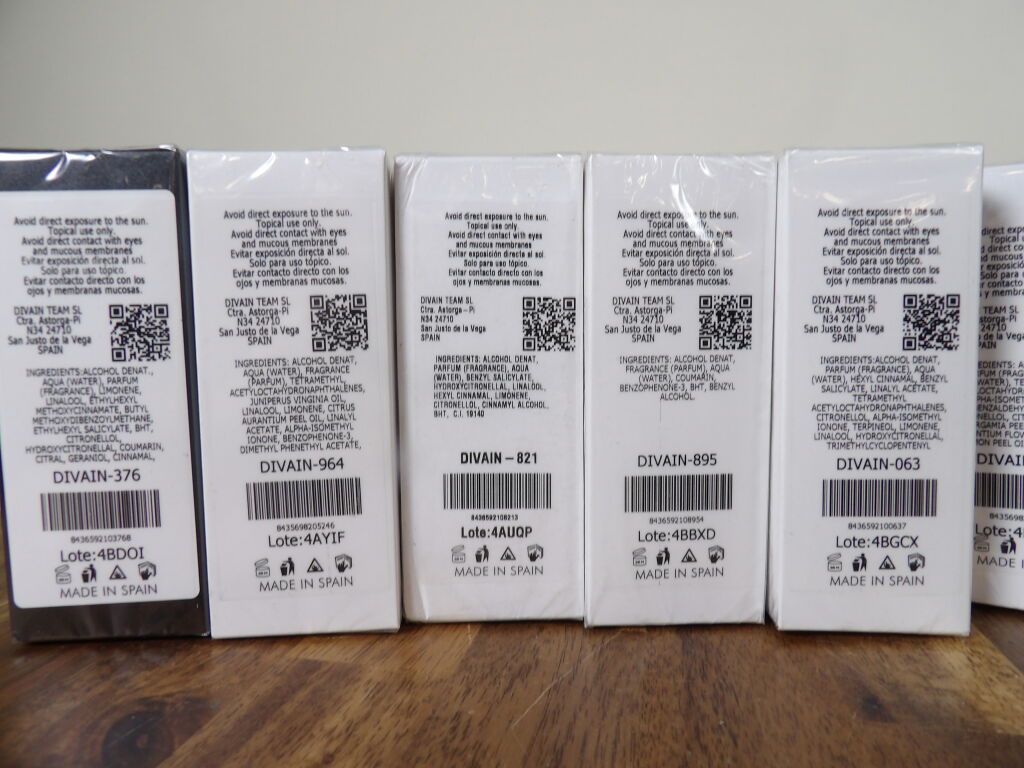 Avoid direct exposure to the sun.
Topical use only.
Avoid direct contact with eyes
and mucous membranes
Evitar exposición directa al sol.
Solo para uso tópico.
Evitar contacto directo con los
ojos y membranas mucosas.
DIVAIN TEAM SL
Ctra. Astorga-Pi
N34 24710
San Justo de la Vega
SPAIN
INGREDIENTS:ALCOHOL DENAT.,
AQUA (WATER), PARFUM
(FRAGRANCE), LIMONENE,
LINALOOL, ETHYLHEXYL
METHOXYCINNAMATE, BUTYL
METHOXYDIBENZOYLMETHANE,
ETHYLHEXYL SALICYLATE, BHT,
CITRONELLOL,
HYDROXYCITRONELLAL, COUMARIN,
CITRAL, GERANIOL, CINNAMAL,
DIVAIN-376
8436592103768
Lote:4BDOI
MADE IN SPAIN
Avoid direct exposure to the sun.
Topical use only.
Avoid direct contact with eyes
and mucous membranes
Evitar exposición directa al sol.
Solo para uso tópico.
Evitar contacto directo con los
ojos y membranas mucosas.
DIVAIN TEAM SL
Ctra. Astorga-Pi
N34 24710
San Justo de la Vega
SPAIN
INGREDIENTS: ALCOHOL DENAT,
AQUA (WATER), FRAGRANCE
(PARFUM), TETRAMETHYL
ACETYLOCTAHYDRONAPHTHALENES,
JUNIPERUS VIRGINIA OIL,
LINALOOL, LIMONENE, CITRUS
AURANTIUM PEEL OIL, LINALYL
ACETATE, ALPHA-ISOMETHYL
IONONE, BENZOPHENONE-3,
DIMETHYL PHENETHYL ACETATE,
DIVAIN-964
8435698205246
Lote:4AYIF
MADE IN SPAIN
Avoid direct exposure to the sun.
Topical use only.
Avoid direct contact with eyes
and mucous membranes
Evitar exposición directa al sol.
Solo para uso tópico.
Evitar contacto directo con los
ojos y membranas mucosas.
DIVAIN TEAM SL
Ctra. Astorga-Pi
N34 24710
San Justo de la Vega
SPAIN
INGREDIENTS: ALCOHOL DENAT,
PARFUM (FRAGRANCE), AQUA
(WATER), BENZYL SALICYLATE,
HYDROXYCITRONELLAL, LINALOOL,
HEXYL CINNAMAL, LIMONENE,
CITRONELLOL, CINNAMYL ALCOHOL,
BHT, C.I. 19140
DIVAIN - 821
8436592108213
Lote:4AUQP
MADE IN SPAIN
Avoid direct exposure to the sun.
Topical use only.
Avoid direct contact with eyes
and mucous membranes
Evitar exposición directa al sol.
Solo para uso tópico.
Evitar contacto directo con los
ojos y membranas mucosas.
DIVAIN TEAM SL
Ctra. Astorga-Pi
N34 24710
San Justo de la Vega
SPAIN
INGREDIENTS: ALCOHOL DENAT,
FRAGRANCE (PARFUM), AQUA
(WATER), COUMARIN,
BENZOPHENONE-3, BHT, BENZYL
ALCOHOL.
DIVAIN-895
8436592108954
Lote:4BBXD
MADE IN SPAIN
Avoid direct exposure to the sun.
Topical use only.
Avoid direct contact with eyes
and mucous membranes
Evitar exposición directa al sol.
Solo para uso tópico.
Evitar contacto directo con los
ojos y membranas mucosas.
DIVAIN TEAM SL
Ctra. Astorga-Pi
N34 24710
San Justo de la Vega
SPAIN
INGREDIENTS:ALCOHOL DENAT,
PARFUM (FRAGRANCE), AQUA
(WATER), HEXYL CINNAMAL, BENZYL
SALICYLATE, LINALYL ACETATE,
TETRAMETHYL
ACETYLOCTAHYDRONAPHTHALENES,
CITRONELLOL, ALPHA-ISOMETHYL
IONONE, TERPINEOL, LIMONENE,
LINALOOL, HYDROXYCITRONELLAL,
TRIMETHYLCYCLOPENTENYL
DIVAIN-063
8436592100637
Lote:4BGCX
MADE IN SPAIN
TEAM SL
24710
DIVAIN
Lote:4
MADE IN